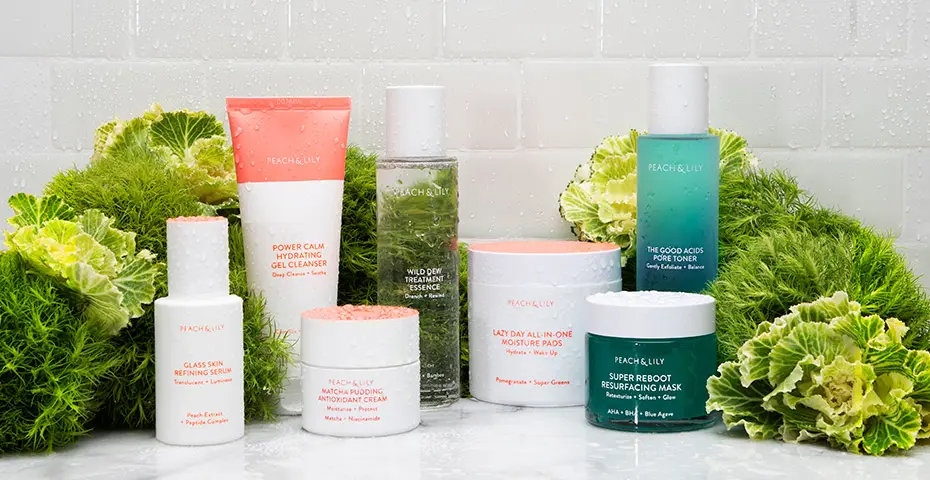 PEACH & LILY
GLASS SKIN
REFINING SERUM
Translucent + Luminous
Peach Extract
+ Peptide Complex
PEACH & LILY
POWER CALM
HYDRATING
GEL CLEANSER
Deep Cleanse + Soothe
PEACH & LILY
MATCHA PUDDING
ANTIOXIDANT CREAM
Moisturize + Protect
Matcha + Niacinamide
PEACH & LILY
WILD DEW
TREATMENT
ESSENCE
Drench + Replenish
PEACH & LILY
LAZY DAY ALL-IN-ONE
MOISTURE PADS
Hydrate + Wake Up
Pomegranate + Super-Greens
PEACH & LILY
THE GOOD ACIDS
PORE TONER
Gently Exfoliate + Balance
PEACH & LILY
SUPER REBOOT
RESURFACING MASK
Retexturize + Soften + Glow
AHA + BHA + Blue Agave